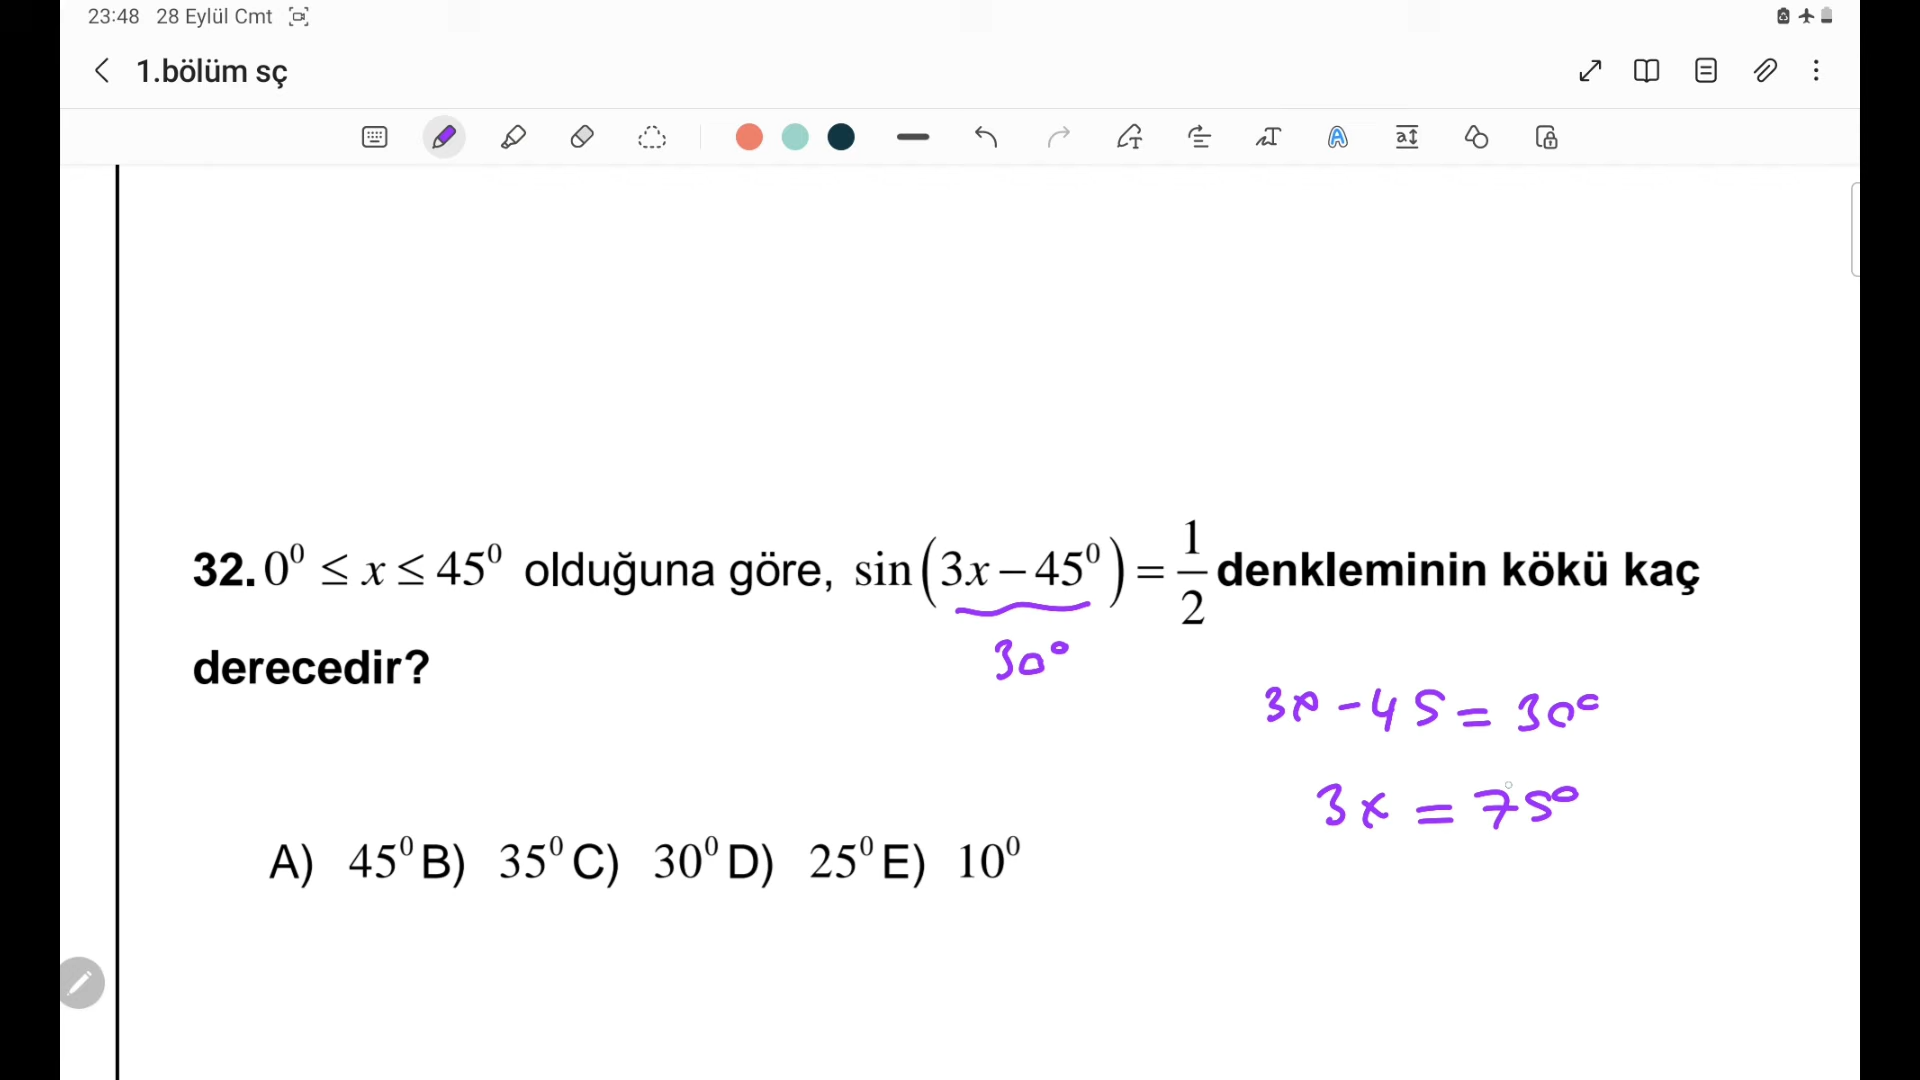 23:48 28 Eylül Cmt
1.bölüm sç
32. 0⁰ ≤ x ≤ 45⁰ olduğuna göre, sin(3x − 45⁰) = 1/2 denkleminin kökü kaç
30°
derecedir?
3x - 45 = 30°
3x = 75°
A) 45⁰ B) 35⁰ C) 30⁰ D) 25⁰ E) 10⁰